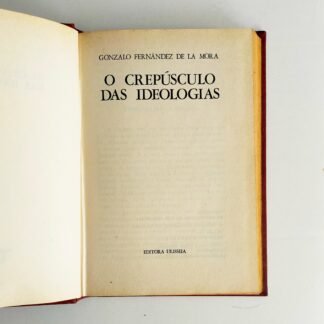 GONZALO FERNÁNDEZ DE LA MORA
O CREPÚSCULO
DAS IDEOLOGIAS
EDITORA ULISSEIA